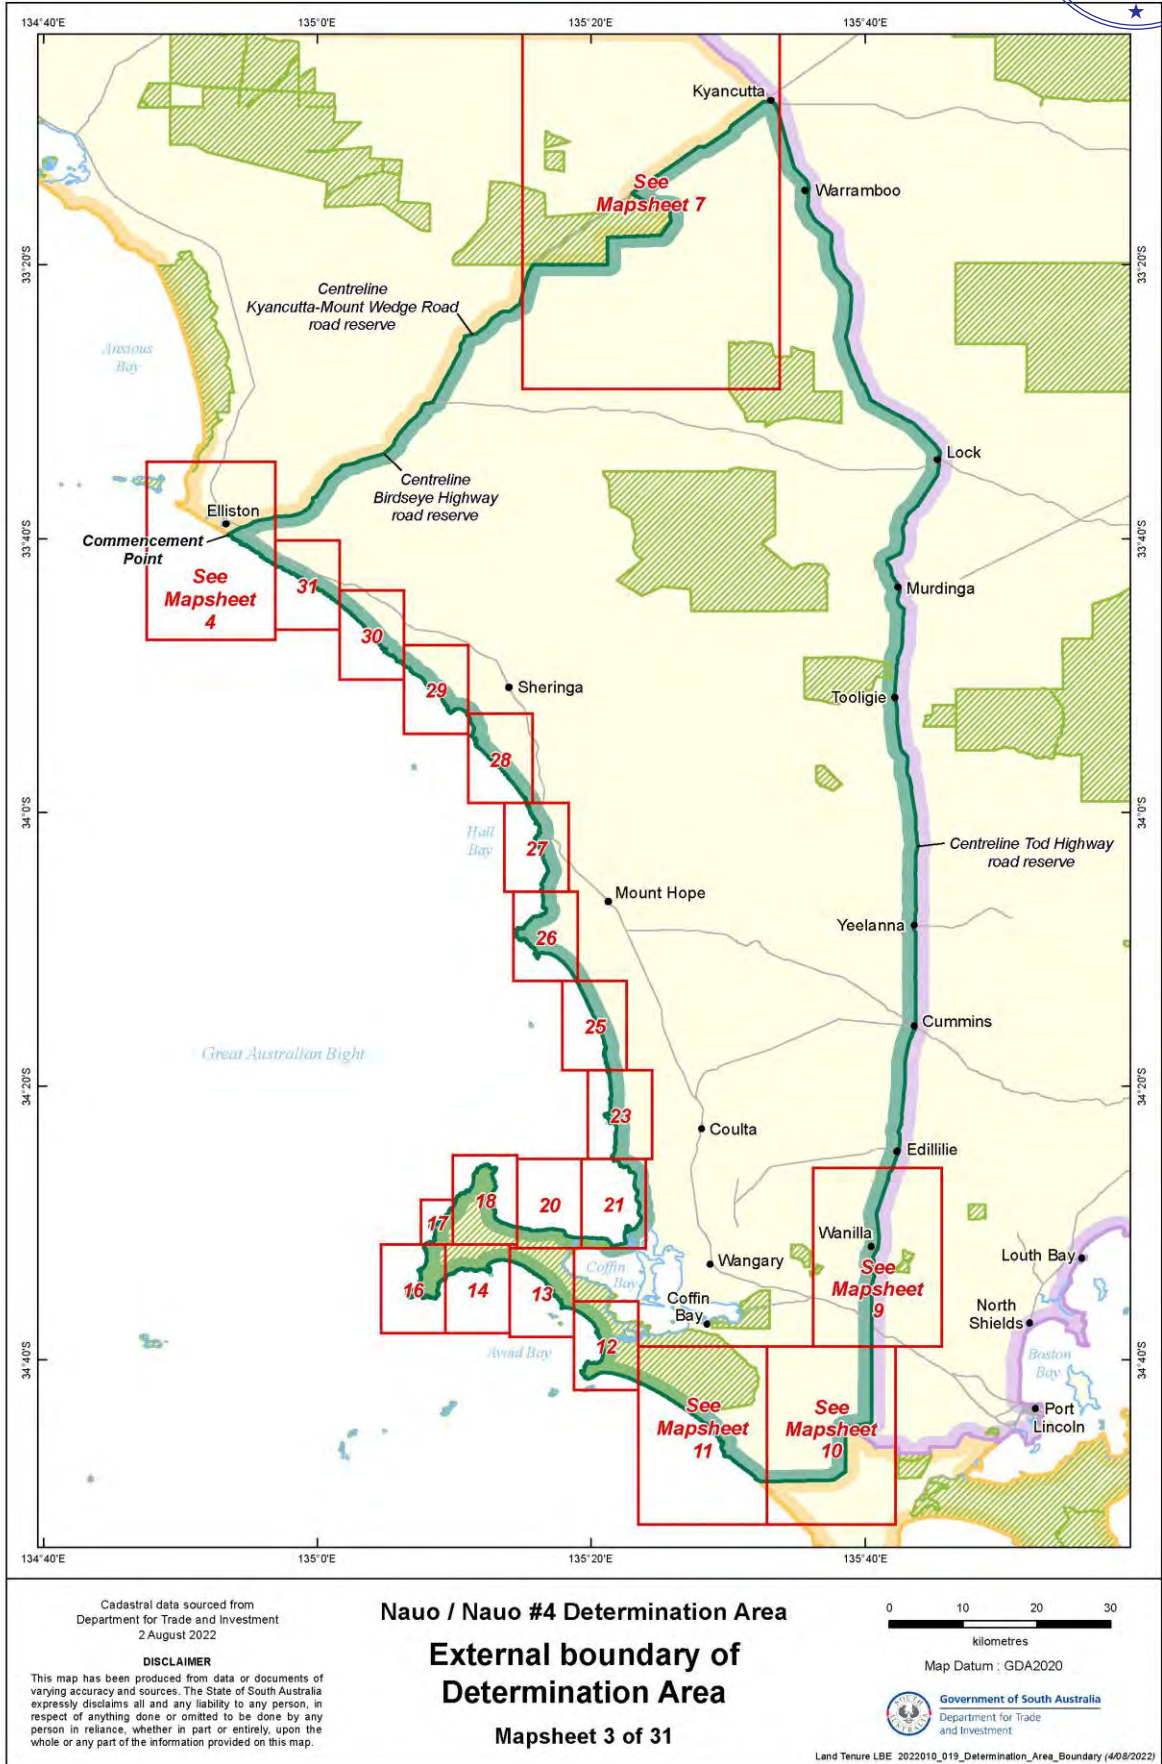 134°40'E
135°0'E
135°20'E
135°40'E
Kyancutta
See
Mapsheet 7
Warramboo
33°20'S
33°20'S
Centreline
Kyancutta-Mount Wedge Road
road reserve
Anxious
Bay
Lock
Centreline
Birdseye Highway
road reserve
Elliston
Commencement
Point
33°40'S
33°40'S
See
Mapsheet
4
31
Murdinga
30
29
Sheringa
Tooligie
28
34°0'S
34°0'S
Hall
Bay
27
Centreline Tod Highway
road reserve
Mount Hope
26
Yeelanna
25
Cummins
Great Australian Bight
34°20'S
34°20'S
23
Coulta
Edillilie
18
20
21
17
Wanilla
Wangary
Louth Bay
See
Mapsheet
9
Coffin
Bay
16
14
13
Coffin
Bay
North
Shields
12
Avoid Bay
34°40'S
34°40'S
Boston
Bay
See
Mapsheet
11
See
Mapsheet
10
Port
Lincoln
134°40'E
135°0'E
135°20'E
135°40'E
Cadastral data sourced from
Department for Trade and Investment
2 August 2022
DISCLAIMER
This map has been produced from data or documents of
varying accuracy and sources. The State of South Australia
expressly disclaims all and any liability to any person, in
respect of anything done or omitted to be done by any
person in reliance, whether in part or entirely, upon the
whole or any part of the information provided on this map.
Nauo / Nauo #4 Determination Area
External boundary of
Determination Area
Mapsheet 3 of 31
0 10 20 30
kilometres
Map Datum : GDA2020
SOUTH
AUSTRALIA
Government of South Australia
Department for Trade
and Investment
Land Tenure LBE 2022010_019_Determination_Area_Boundary (4/08/2022)